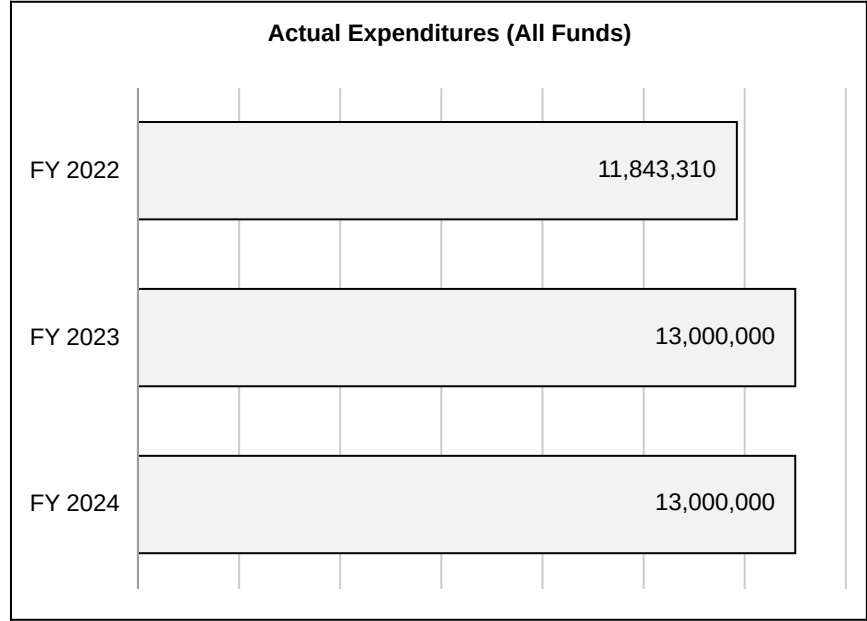 Actual Expenditures (All Funds)
FY 2022
11,843,310
FY 2023
13,000,000
FY 2024
13,000,000